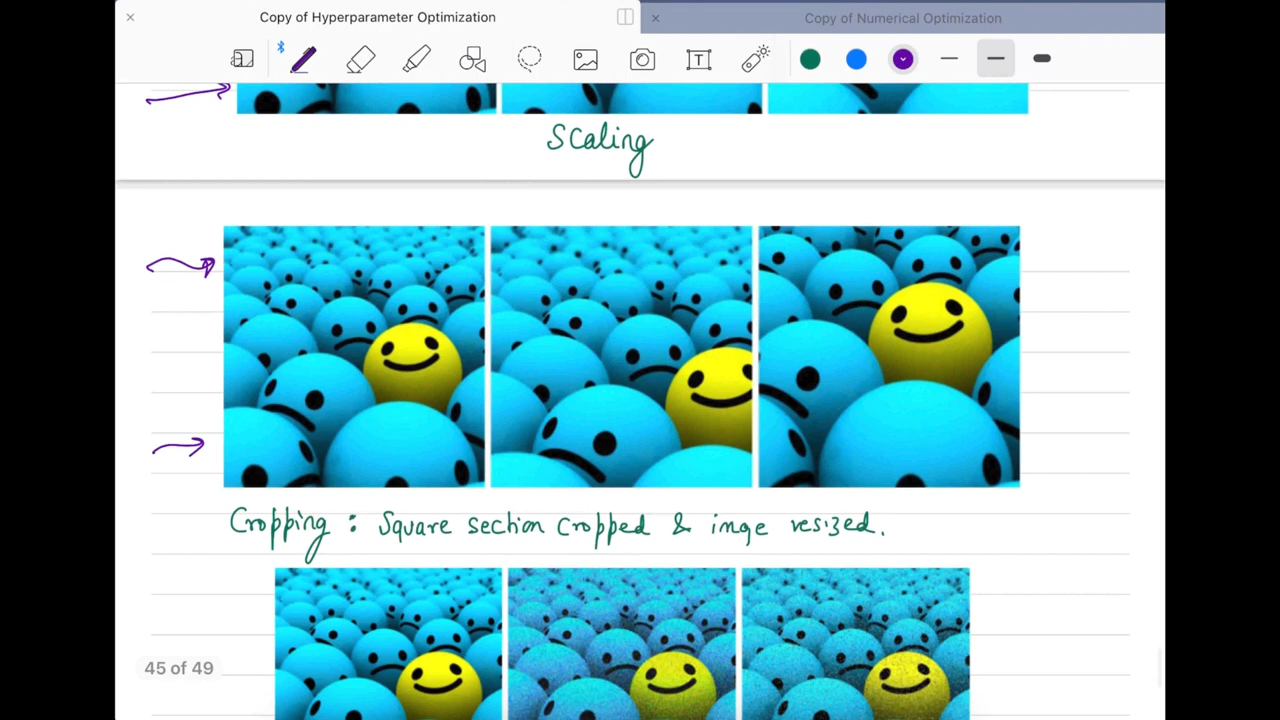 Copy of Hyperparameter Optimization
Copy of Numerical Optimization
T
Scaling
Cropping : Square section cropped & imge resized.
45 of 49